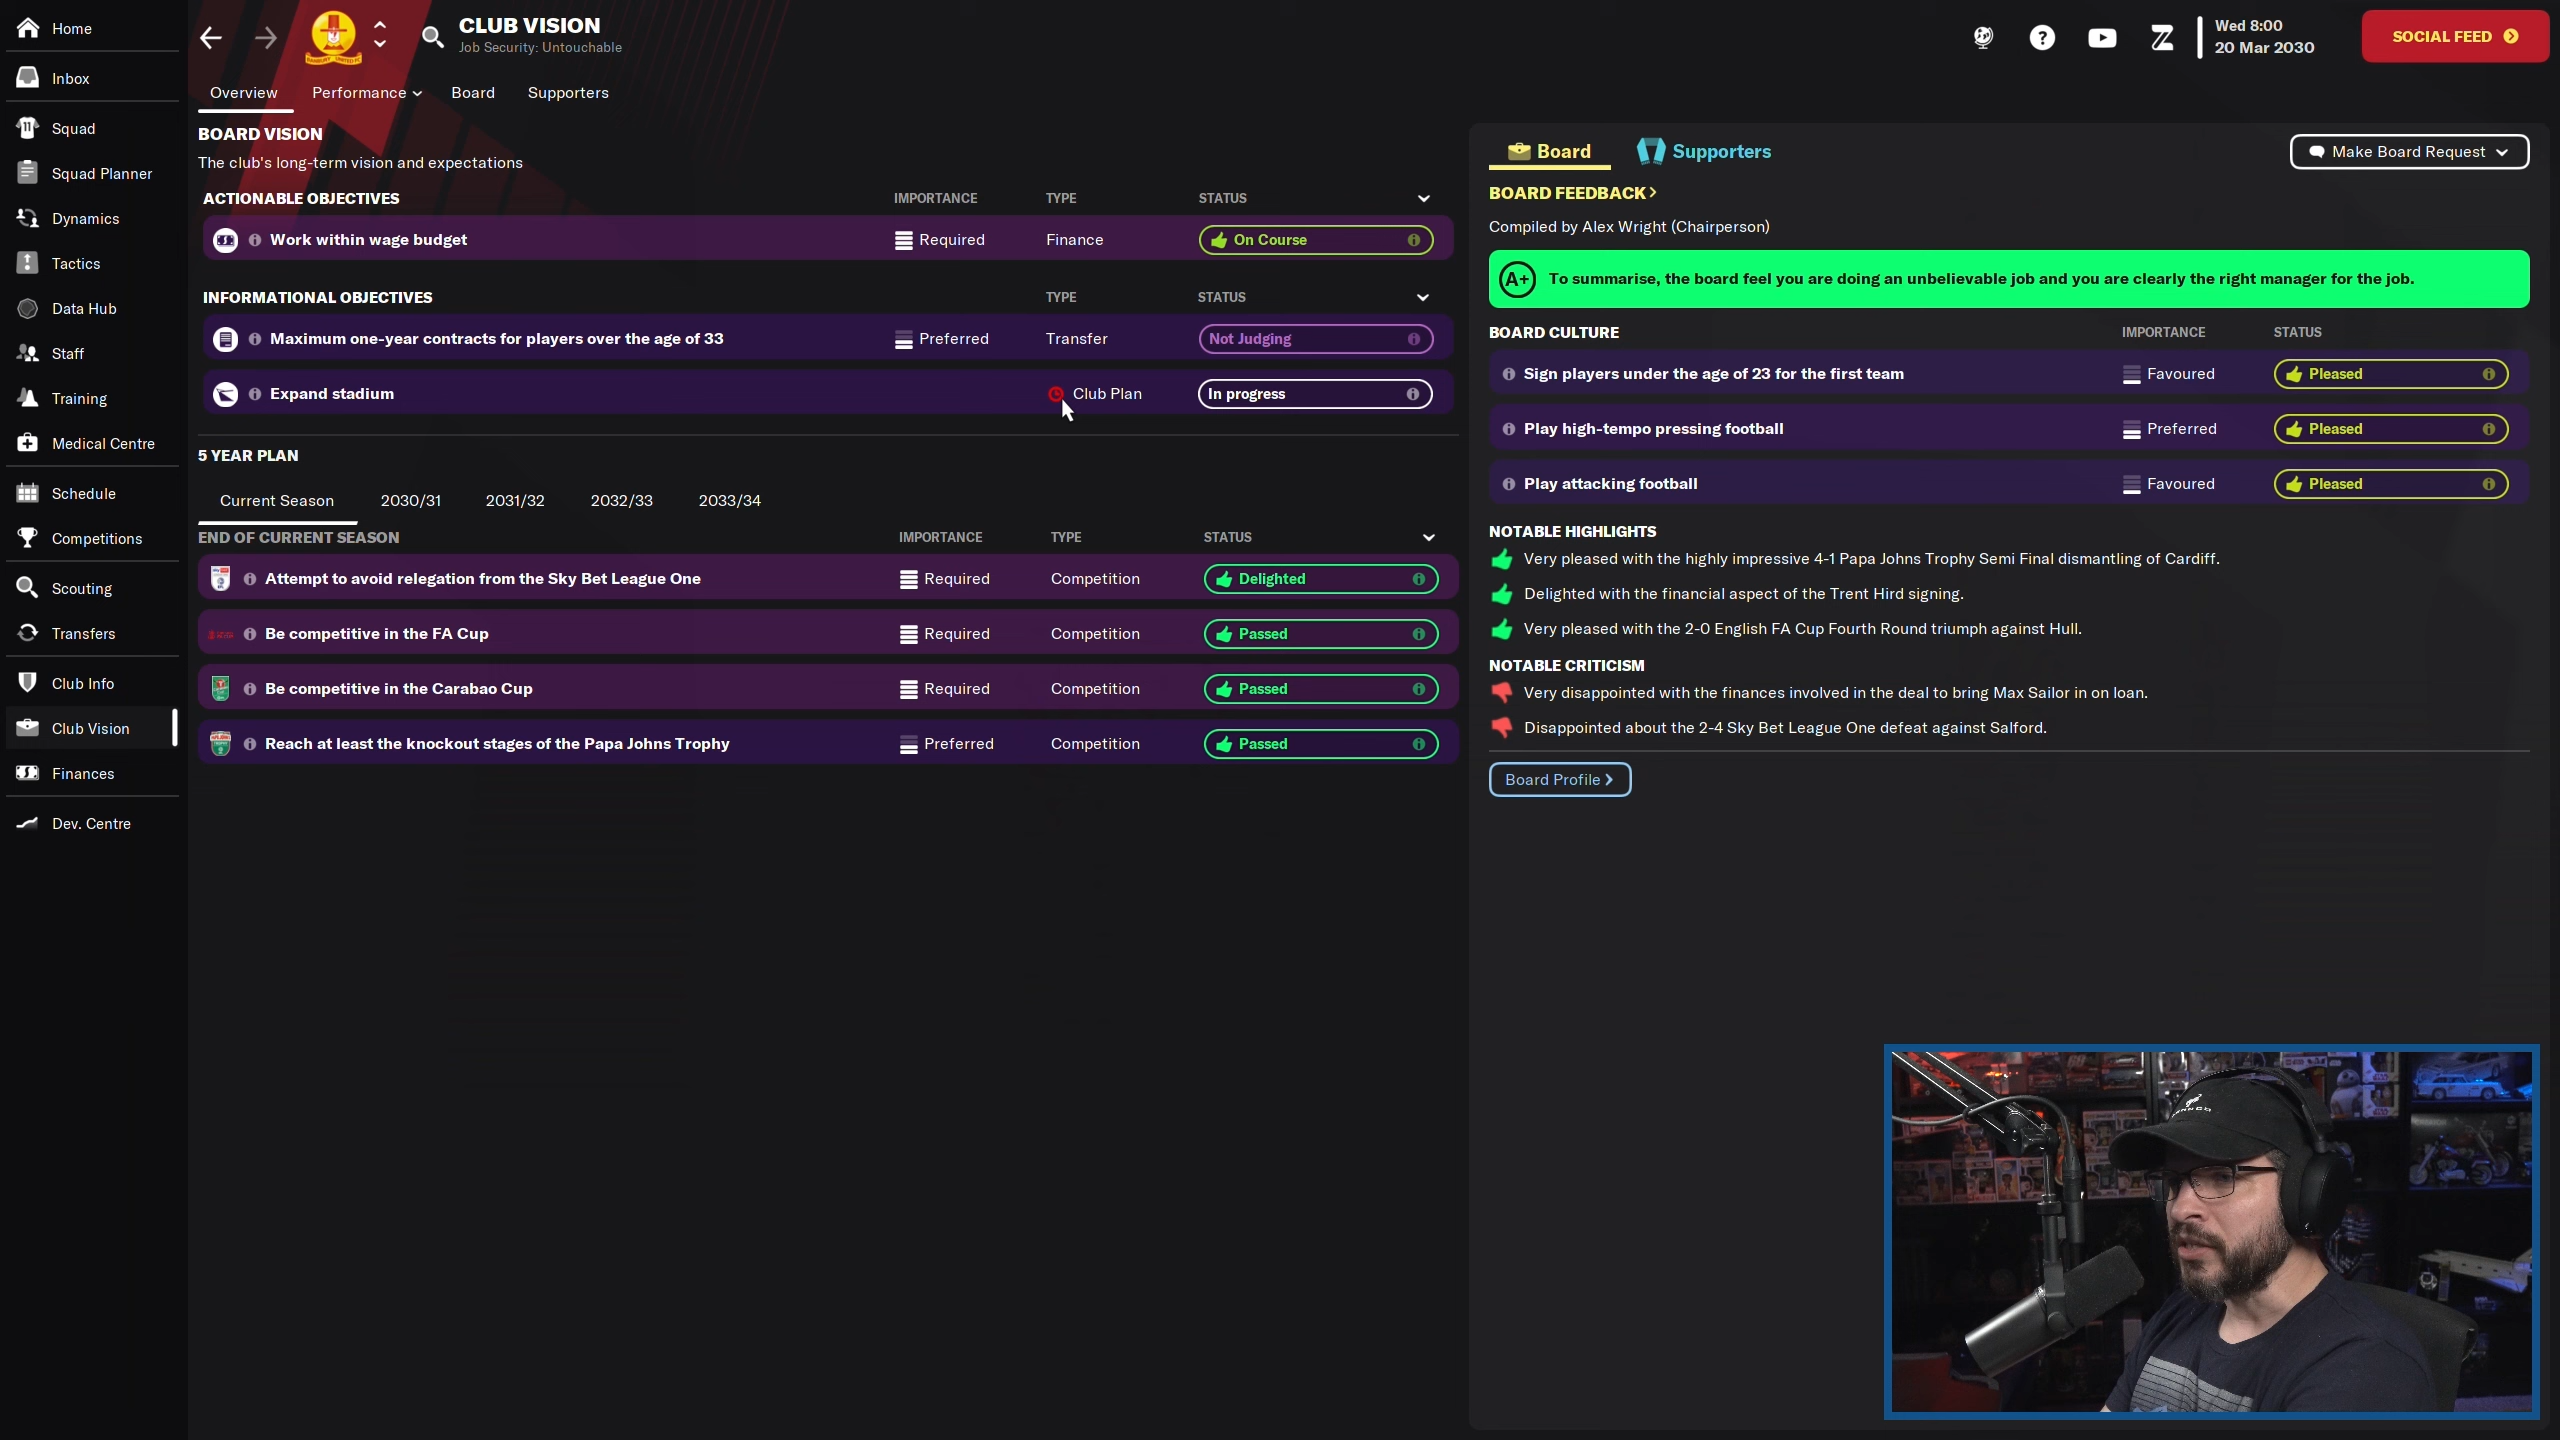 Home
Inbox
Squad
Squad Planner
Dynamics
Tactics
Data Hub
Staff
Training
Medical Centre
Schedule
Competitions
Scouting
Transfers
Club Info
Club Vision
Finances
Dev. Centre
CLUB VISION
Job Security: Untouchable
Wed 8:00
20 Mar 2030
SOCIAL FEED
Overview Performance Board Supporters
BOARD VISION
The club's long-term vision and expectations
ACTIONABLE OBJECTIVES IMPORTANCE TYPE STATUS
Work within wage budget Required Finance On Course
INFORMATIONAL OBJECTIVES TYPE STATUS
Maximum one-year contracts for players over the age of 33 Preferred Transfer Not Judging
Expand stadium Club Plan In progress
5 YEAR PLAN
Current Season 2030/31 2031/32 2032/33 2033/34
END OF CURRENT SEASON IMPORTANCE TYPE STATUS
Attempt to avoid relegation from the Sky Bet League One Required Competition Delighted
Be competitive in the FA Cup Required Competition Passed
Be competitive in the Carabao Cup Required Competition Passed
Reach at least the knockout stages of the Papa Johns Trophy Preferred Competition Passed
Board Supporters Make Board Request
BOARD FEEDBACK
Compiled by Alex Wright (Chairperson)
A+ To summarise, the board feel you are doing an unbelievable job and you are clearly the right manager for the job.
BOARD CULTURE IMPORTANCE STATUS
Sign players under the age of 23 for the first team Favoured Pleased
Play high-tempo pressing football Preferred Pleased
Play attacking football Favoured Pleased
NOTABLE HIGHLIGHTS
Very pleased with the highly impressive 4-1 Papa Johns Trophy Semi Final dismantling of Cardiff.
Delighted with the financial aspect of the Trent Hird signing.
Very pleased with the 2-0 English FA Cup Fourth Round triumph against Hull.
NOTABLE CRITICISM
Very disappointed with the finances involved in the deal to bring Max Sailor in on loan.
Disappointed about the 2-4 Sky Bet League One defeat against Salford.
Board Profile